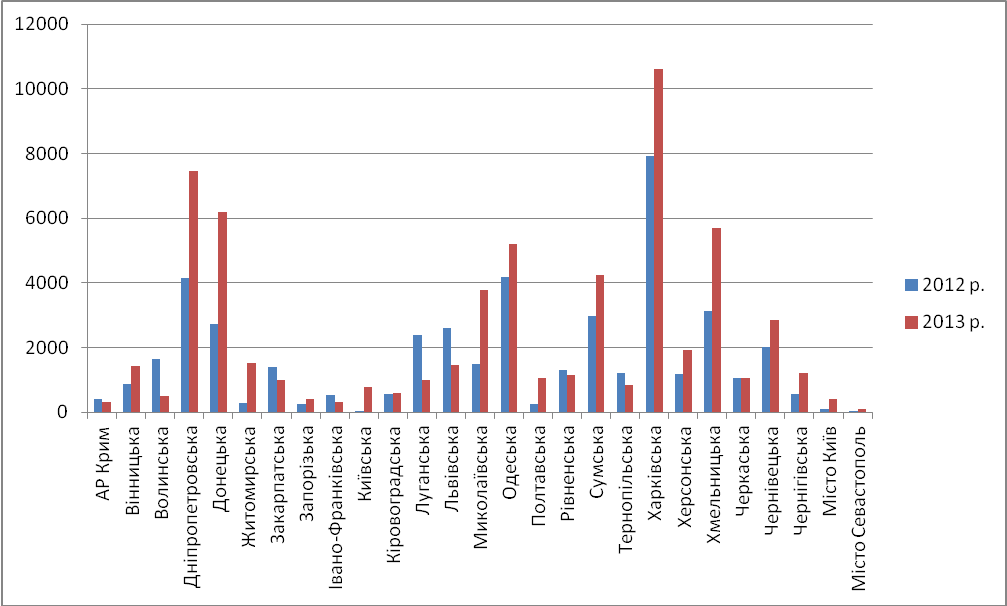 12000
10000
8000
6000
4000
2000
0
АР Крим
Вінницька
Волинська
Дніпропетровська
Донецька
Житомирська
Закарпатська
Запорізька
Івано-Франківська
Київська
Кіровоградська
Луганська
Львівська
Миколаївська
Одеська
Полтавська
Рівненська
Сумська
Тернопільська
Харківська
Херсонська
Хмельницька
Черкаська
Чернівецька
Чернігівська
Місто Київ
Місто Севастополь
2012 р.
2013 р.